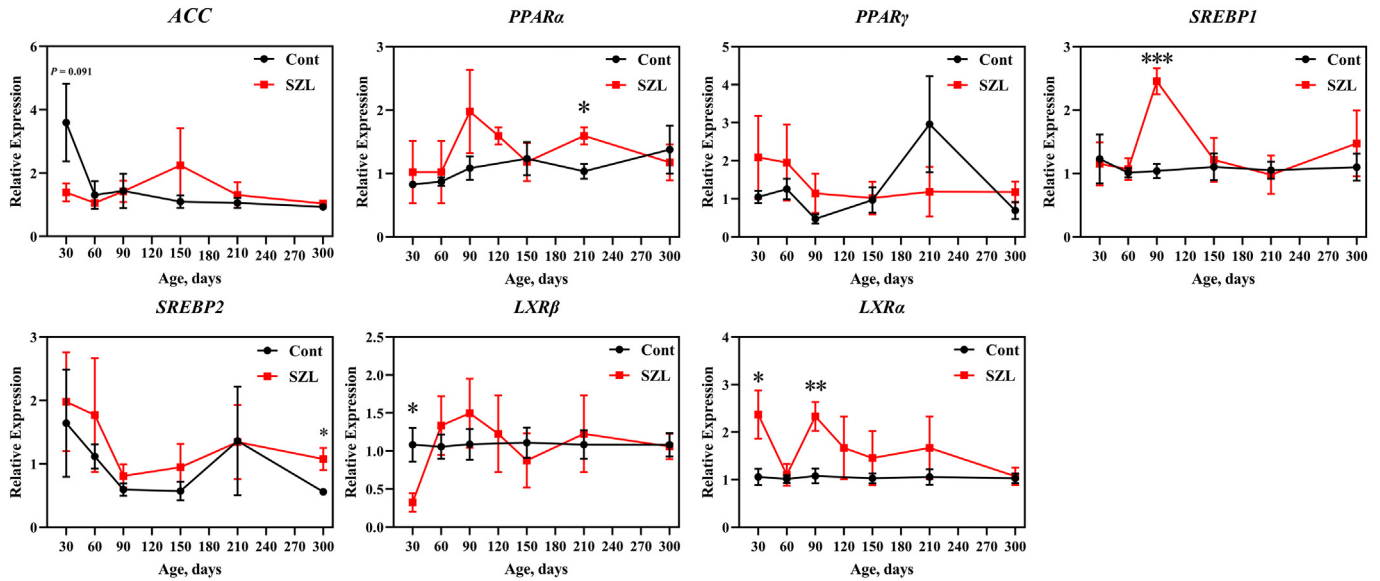 ACC
Relative Expression
6
4
2
0
P = 0.091
Cont
SZL
30 60 90 120 150 180 210 240 270 300
Age, days
PPARα
Relative Expression
3
2
1
0
*
Cont
SZL
30 60 90 120 150 180 210 240 270 300
Age, days
PPARγ
Relative Expression
5
4
3
2
1
0
Cont
SZL
30 60 90 120 150 180 210 240 270 300
Age, days
SREBP1
Relative Expression
3
2
1
0
***
Cont
SZL
30 60 90 120 150 180 210 240 270 300
Age, days
SREBP2
Relative Expression
3
2
1
0
Cont
SZL
*
30 60 90 120 150 180 210 240 270 300
Age, days
LXRβ
Relative Expression
2.5
2.0
1.5
1.0
0.5
0.0
*
Cont
SZL
30 60 90 120 150 180 210 240 270 300
Age, days
LXRα
Relative Expression
4
3
2
1
0
* **
Cont
SZL
30 60 90 120 150 180 210 240 270 300
Age, days